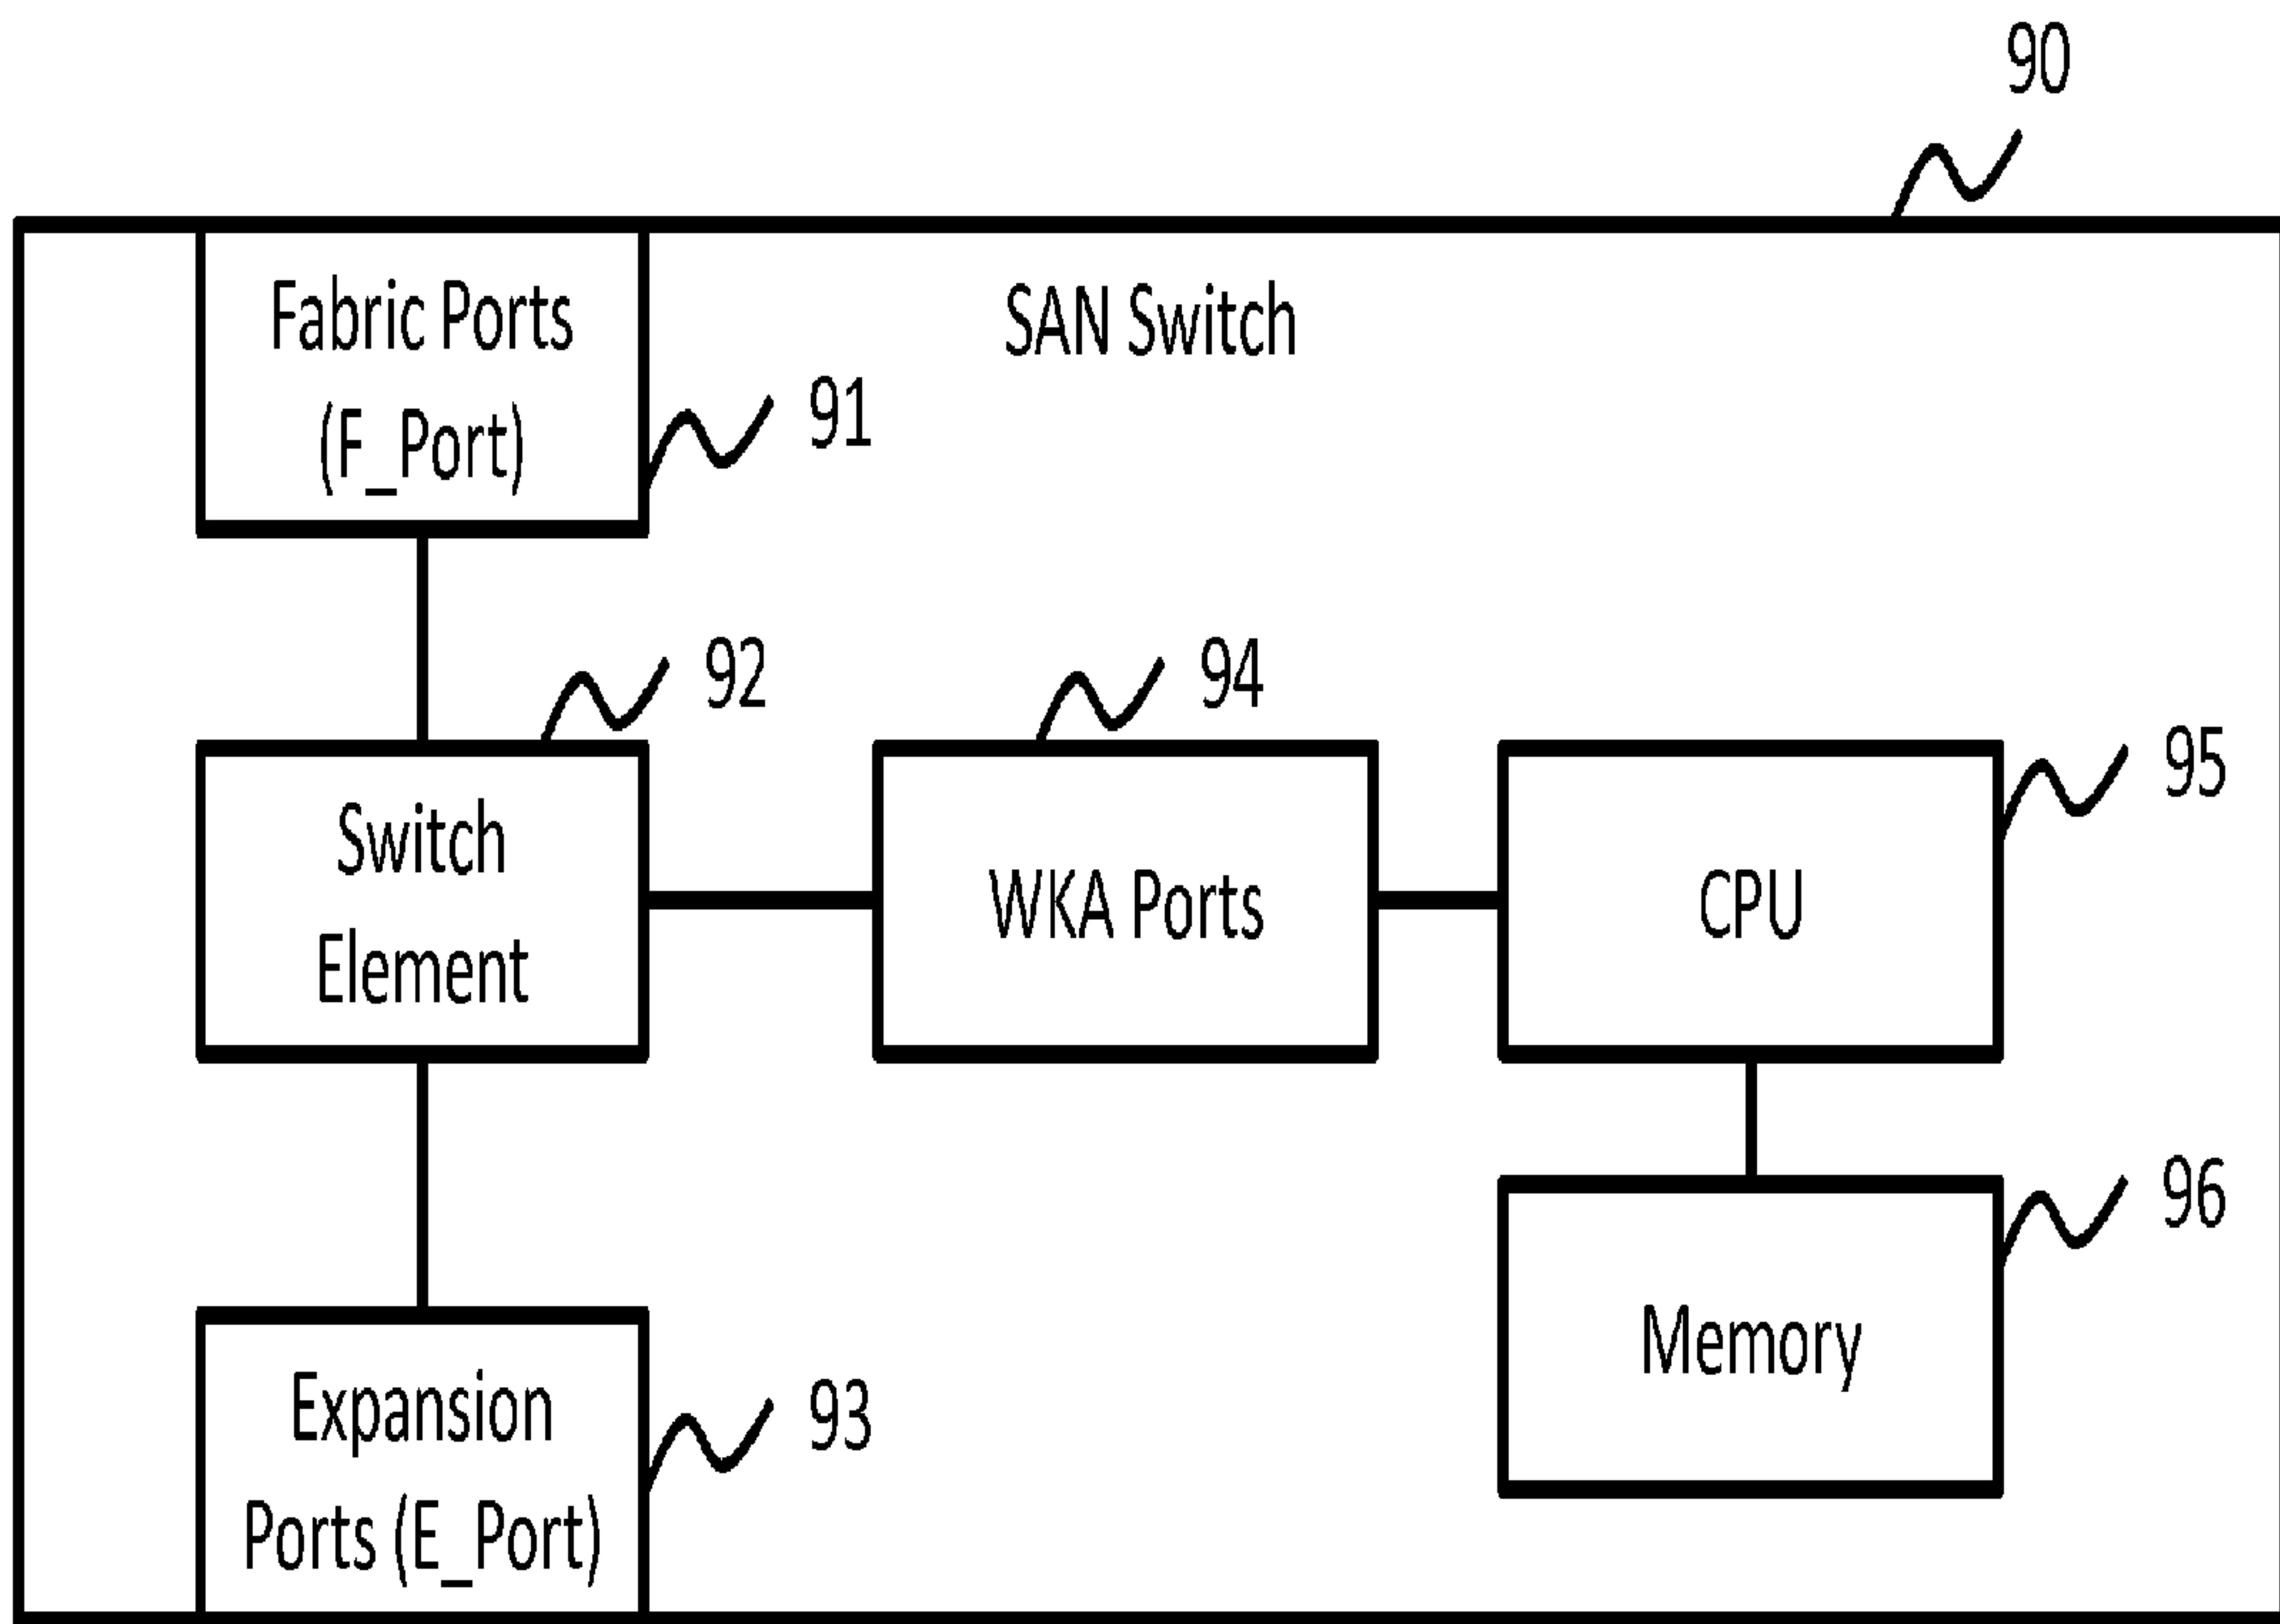 90
Fabric Ports
(F_Port)
SAN Switch
91
92
94
95
Switch
Element
WKA Ports
CPU
96
Memory
Expansion
Ports (E_Port)
93